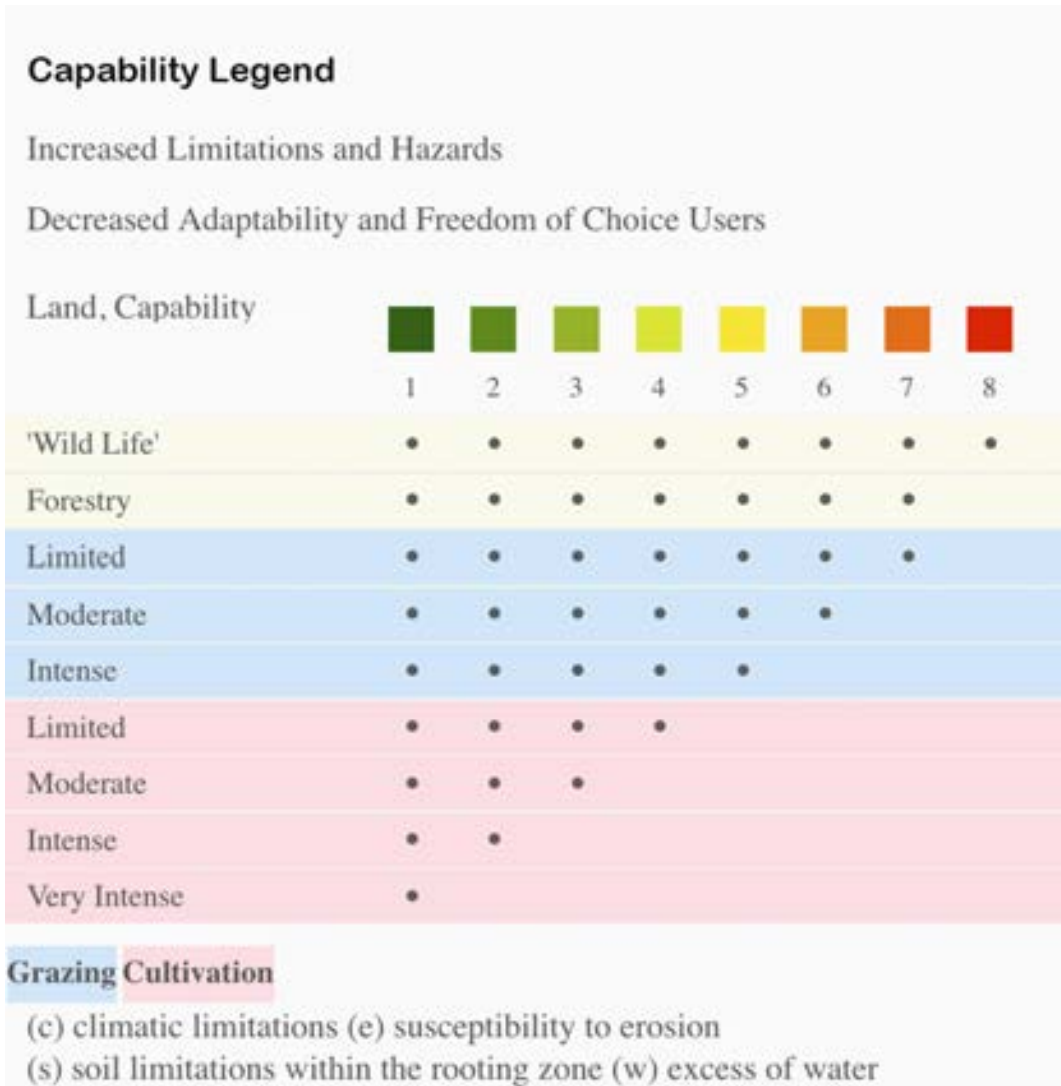 Capability Legend
Increased Limitations and Hazards
Decreased Adaptability and Freedom of Choice Users
Land, Capability
1 2 3 4 5 6 7 8
'Wild Life' • • • • • • • •
Forestry • • • • • • •
Limited • • • • • • •
Moderate • • • • • •
Intense • • • • •
Limited • • • •
Moderate • • •
Intense • •
Very Intense •
Grazing Cultivation
(c) climatic limitations (e) susceptibility to erosion
(s) soil limitations within the rooting zone (w) excess of water